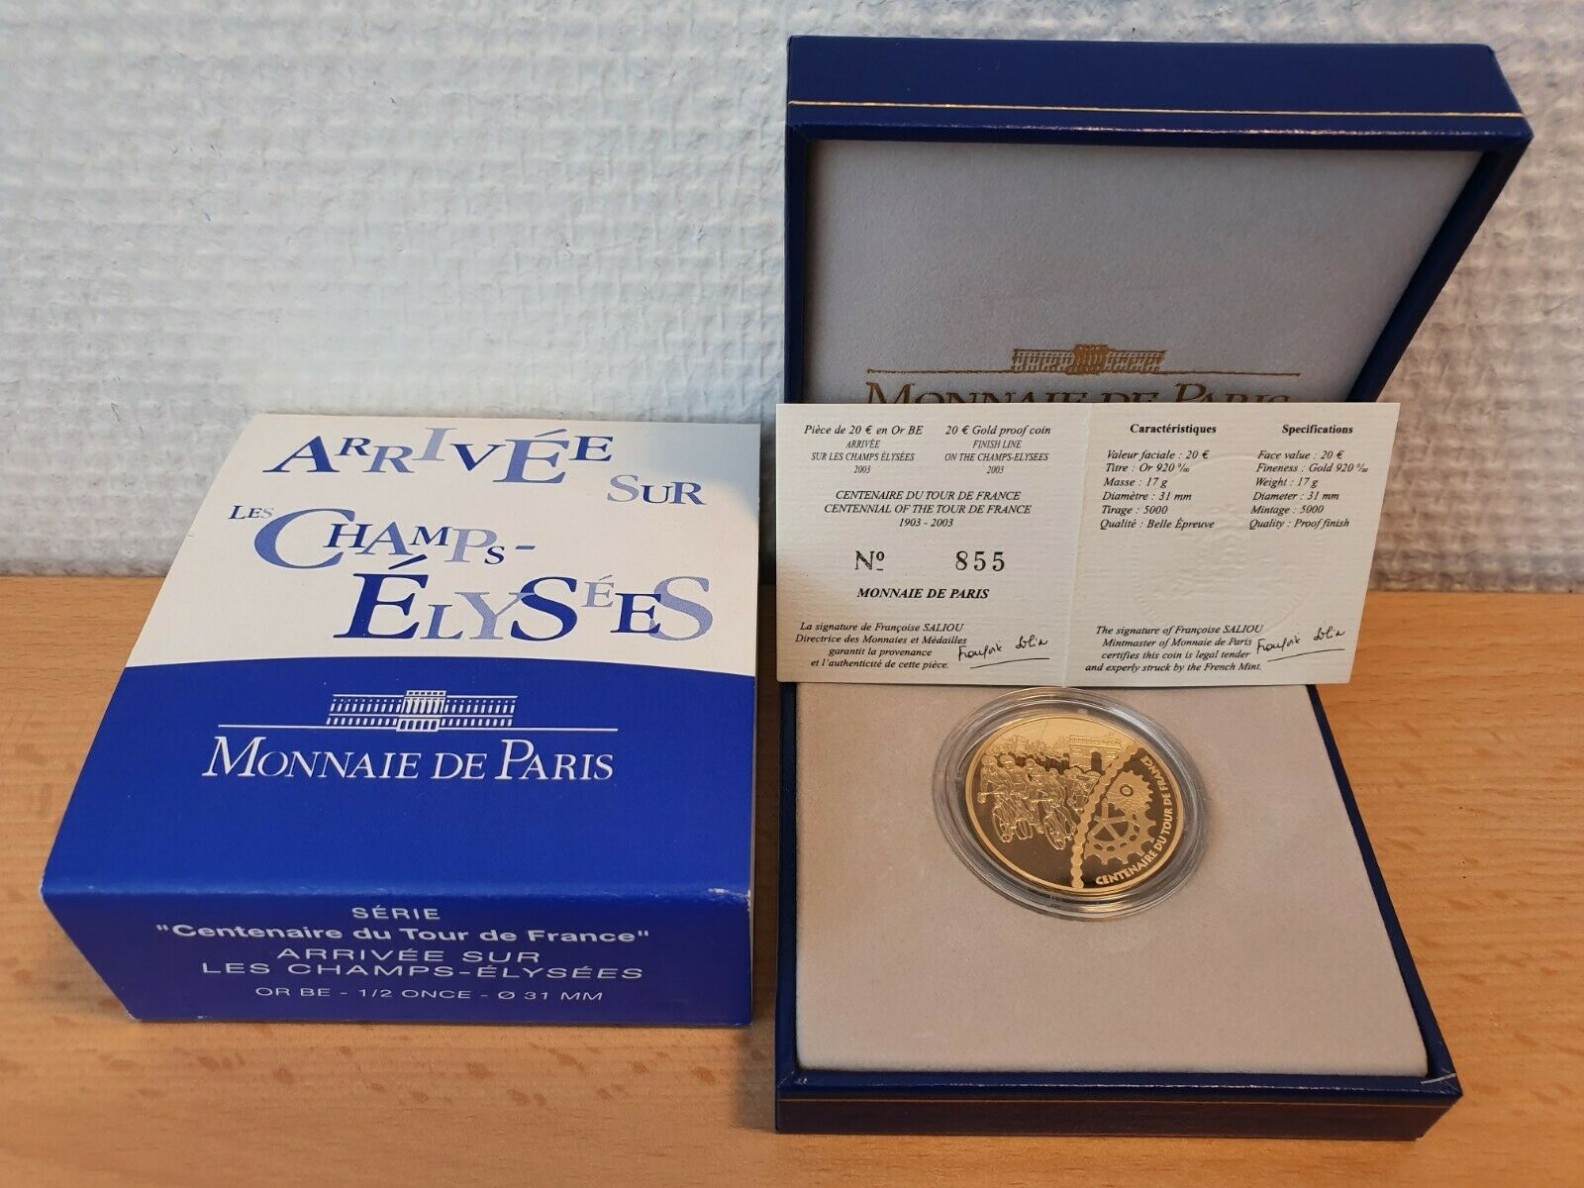 ARRIVÉE
SUR
LES CHAMPS-
ÉLYSÉES
MONNAIE DE PARIS
SÉRIE
"Centenaire du Tour de France"
ARRIVÉE SUR
LES CHAMPS-ÉLYSÉES
OR BE - 1/2 ONCE - Ø 31 MM
MONNAIE DE PARIS
Pièce de 20 € en Or BE
ARRIVÉE
SUR LES CHAMPS ÉLYSÉES
2003
20 € Gold proof coin
FINISH LINE
ON THE CHAMPS-ELYSEES
2003
CENTENAIRE DU TOUR DE FRANCE
CENTENNIAL OF THE TOUR DE FRANCE
1903 - 2003
Nº 855
MONNAIE DE PARIS
La signature de Françoise SALIOU
Directrice des Monnaies et Médailles
garantit la provenance
et l'authenticité de cette pièce.
Caractéristiques
Valeur faciale : 20 €
Titre : Or 920 ‰
Masse : 17 g
Diamètre : 31 mm
Tirage : 5000
Qualité : Belle Épreuve
Specifications
Face value : 20 €
Fineness : Gold 920 ‰
Weight : 17 g
Diameter : 31 mm
Mintage : 5000
Quality : Proof finish
The signature of Françoise SALIOU
Mintmaster of Monnaie de Paris
certifies this coin is legal tender
and experly struck by the French Mint.
CENTENAIRE DU TOUR DE FRANCE